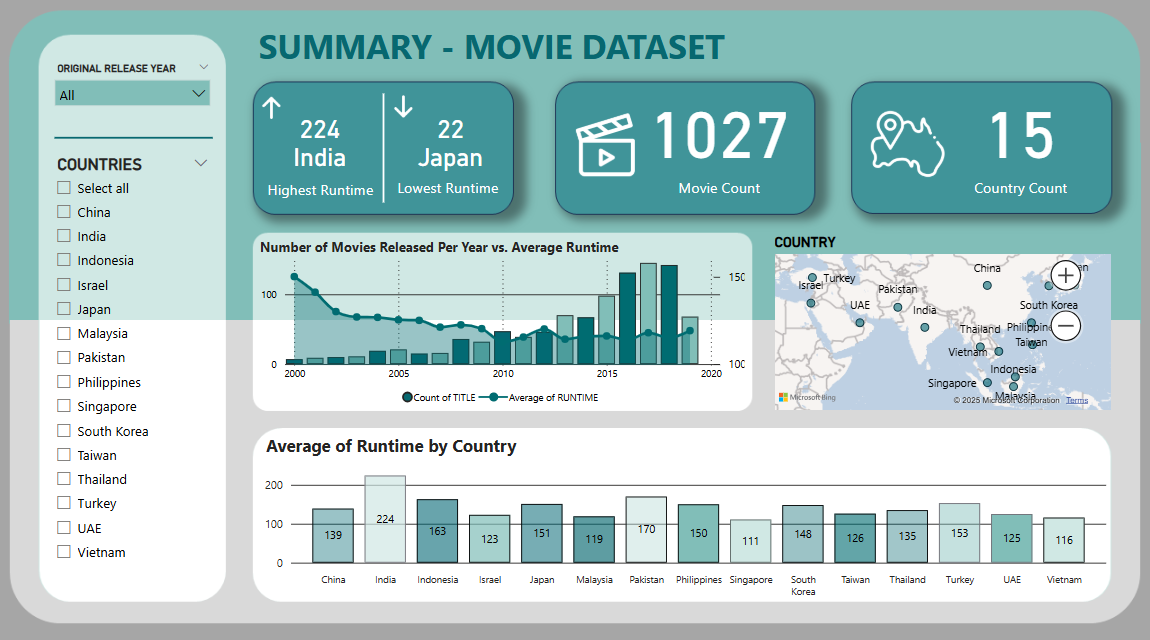 SUMMARY - MOVIE DATASET
ORIGINAL RELEASE YEAR
All
COUNTRIES
Select all
China
India
Indonesia
Israel
Japan
Malaysia
Pakistan
Philippines
Singapore
South Korea
Taiwan
Thailand
Turkey
UAE
Vietnam
224
India
Highest Runtime
22
Japan
Lowest Runtime
1027
Movie Count
15
Country Count
Number of Movies Released Per Year vs. Average Runtime
100
0
150
100
2000 2005 2010 2015 2020
Count of TITLE Average of RUNTIME
COUNTRY
China
Turkey
Israel
Pakistan
UAE
India
South Korea
Thailand
Taiwan
Vietnam
Indonesia
Singapore
Malaysia
Microsoft Bing
© 2025 Microsoft Corporation Terms
Average of Runtime by Country
200
100
0
139 224 163 123 151 119 170 150 111 148 126 135 153 125 116
China India Indonesia Israel Japan Malaysia Pakistan Philippines Singapore South Korea Taiwan Thailand Turkey UAE Vietnam